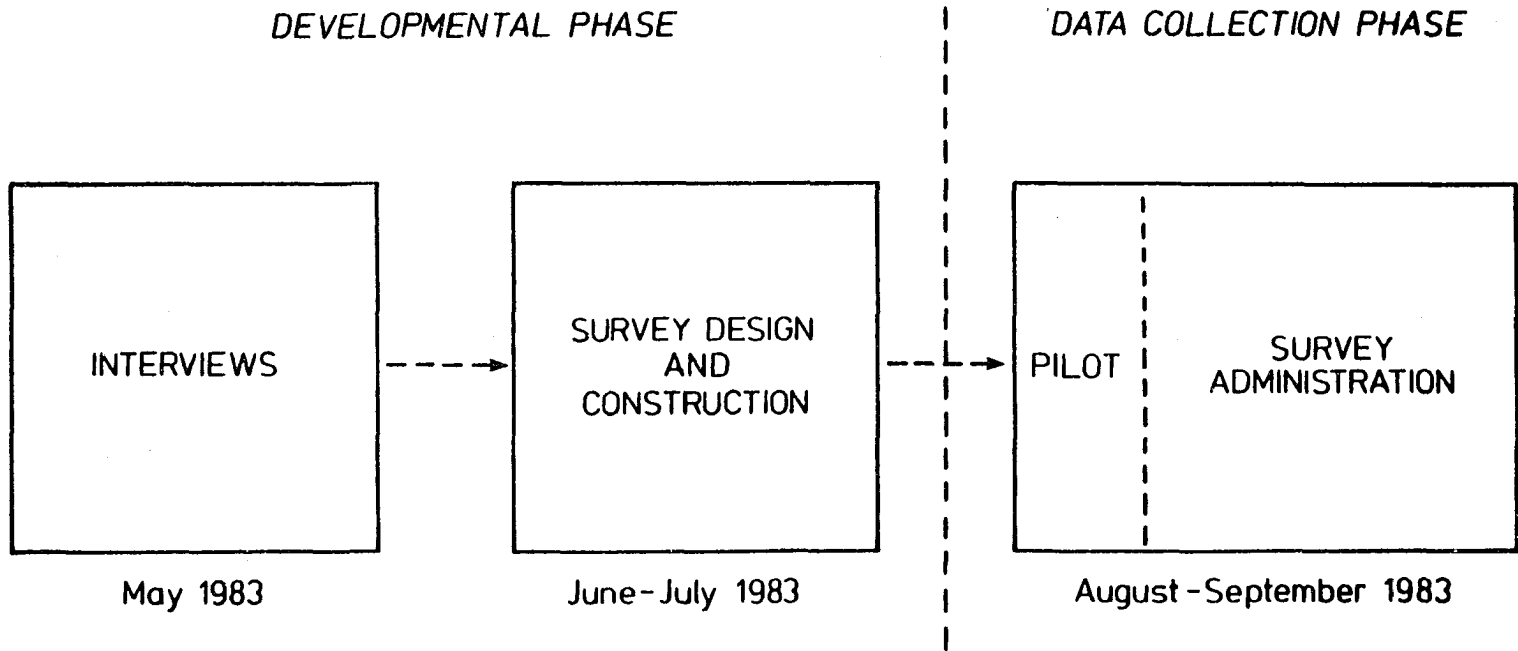 DEVELOPMENTAL PHASE
DATA COLLECTION PHASE
INTERVIEWS
SURVEY DESIGN
AND
CONSTRUCTION
PILOT
SURVEY
ADMINISTRATION
May 1983
June-July 1983
August-September 1983